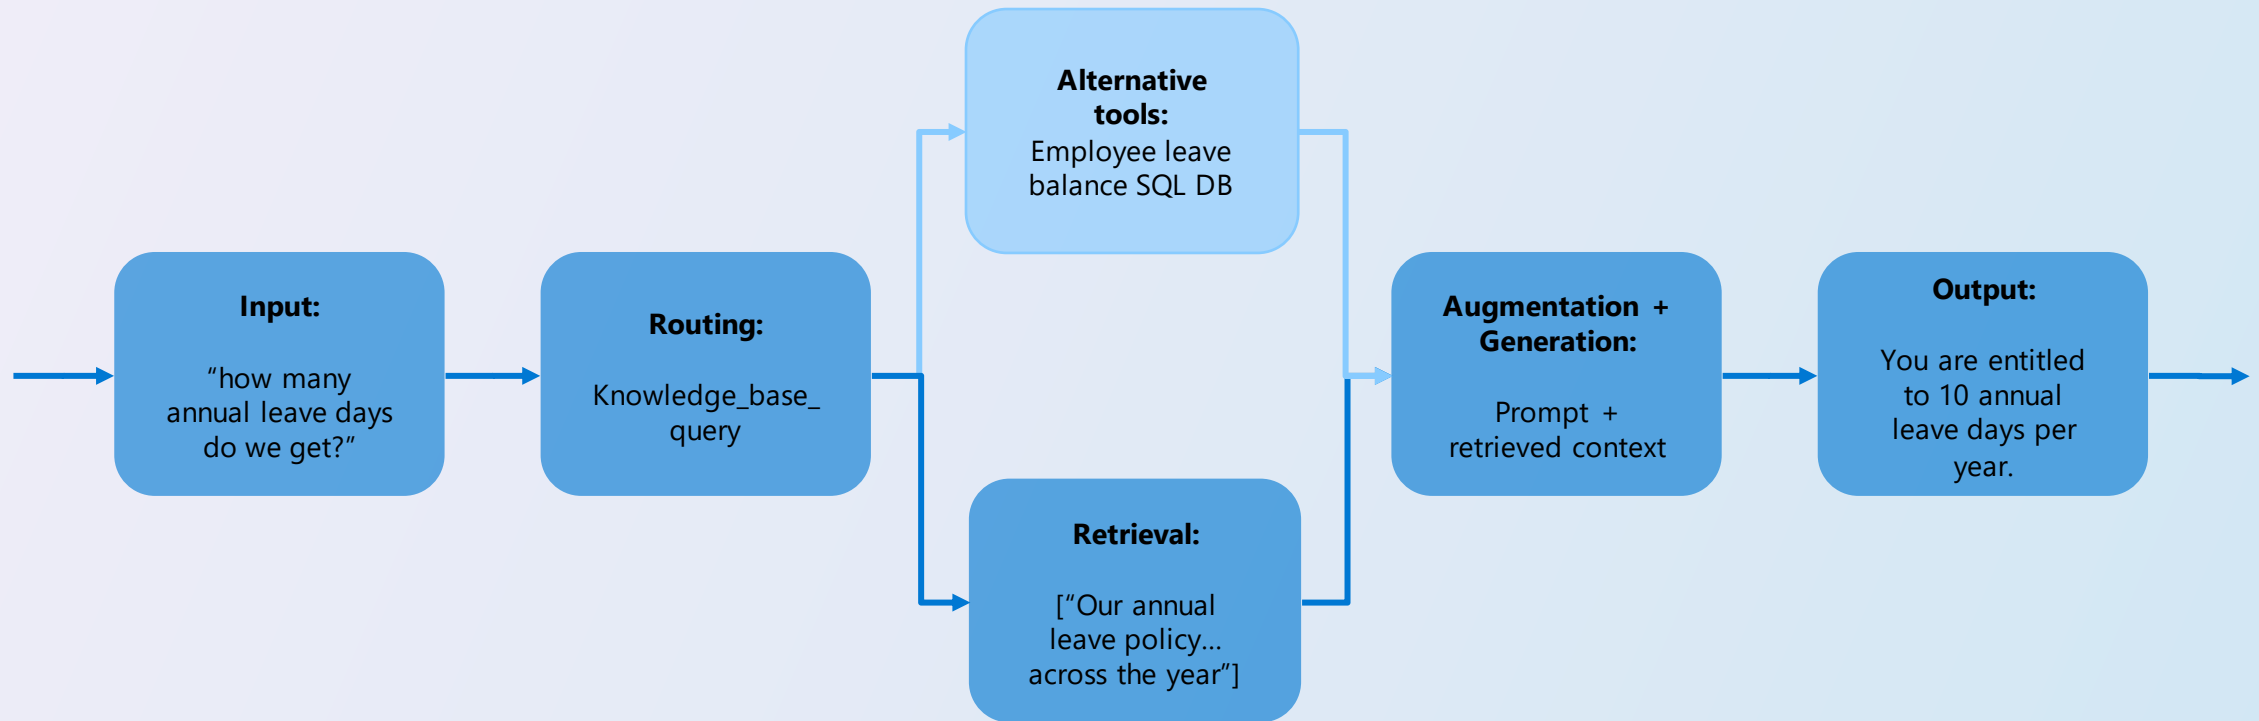 Input:
“how many
annual leave days
do we get?”
Routing:
Knowledge_base_
query
Alternative
tools:
Employee leave
balance SQL DB
Retrieval:
[“Our annual
leave policy…
across the year”]
Augmentation +
Generation:
Prompt +
retrieved context
Output:
You are entitled
to 10 annual
leave days per
year.